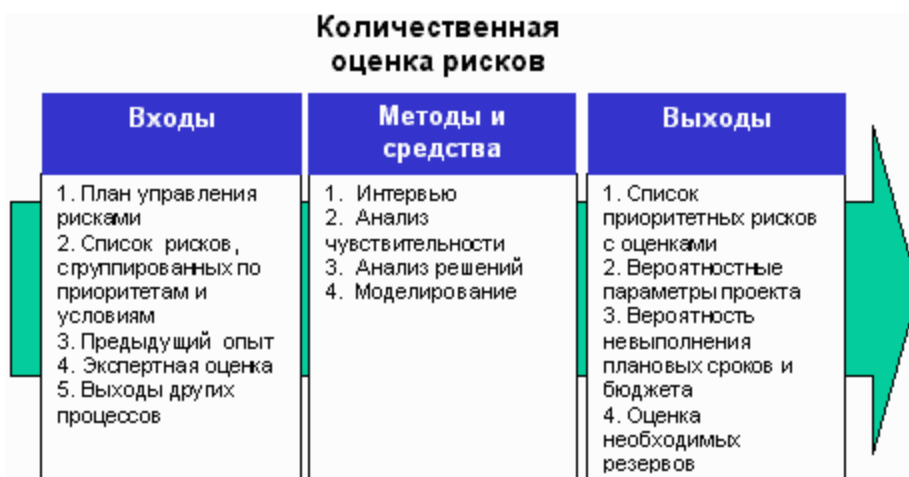 Количественная
оценка рисков
Входы
1. План управления
рисками
2. Список рисков,
сгруппированных по
приоритетам и
условиям
3. Предыдущий опыт
4. Экспертная оценка
5. Выходы других
процессов
Методы и
средства
1. Интервью
2. Анализ
чувствительности
3. Анализ решений
4. Моделирование
Выходы
1. Список
приоритетных рисков
с оценками
2. Вероятностные
параметры проекта
3. Вероятность
невыполнения
плановых сроков и
бюджета
4. Оценка
необходимых
резервов